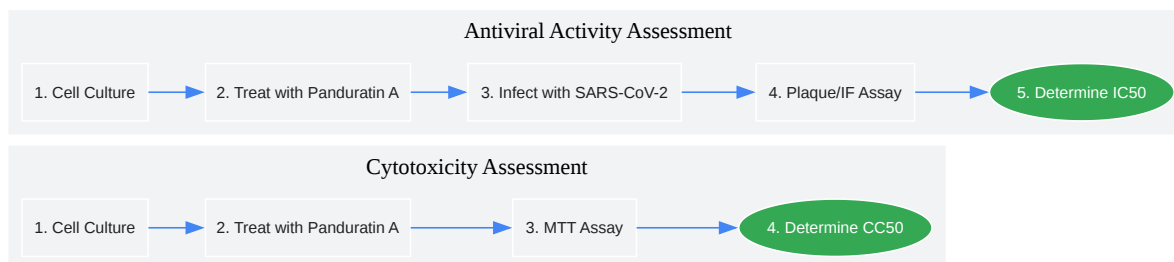 Antiviral Activity Assessment
1. Cell Culture
2. Treat with Panduratin A
3. Infect with SARS-CoV-2
4. Plaque/IF Assay
5. Determine IC50
Cytotoxicity Assessment
1. Cell Culture
2. Treat with Panduratin A
3. MTT Assay
4. Determine CC50